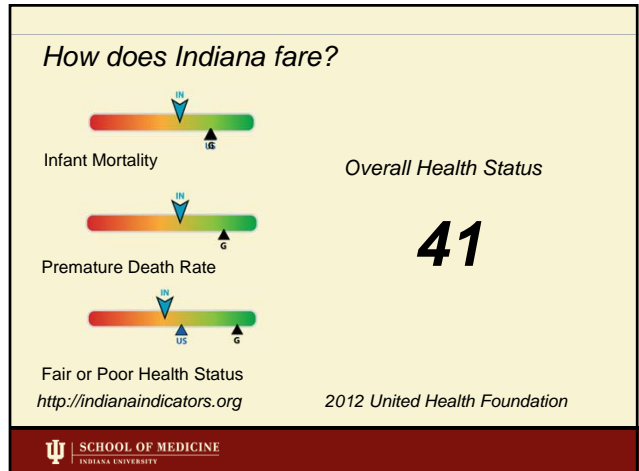 How does Indiana fare?
IN
G
Infant Mortality
Overall Health Status
41
IN
G
Premature Death Rate
IN
US
G
Fair or Poor Health Status
http://indianaindicators.org
2012 United Health Foundation
SCHOOL OF MEDICINE
INDIANA UNIVERSITY